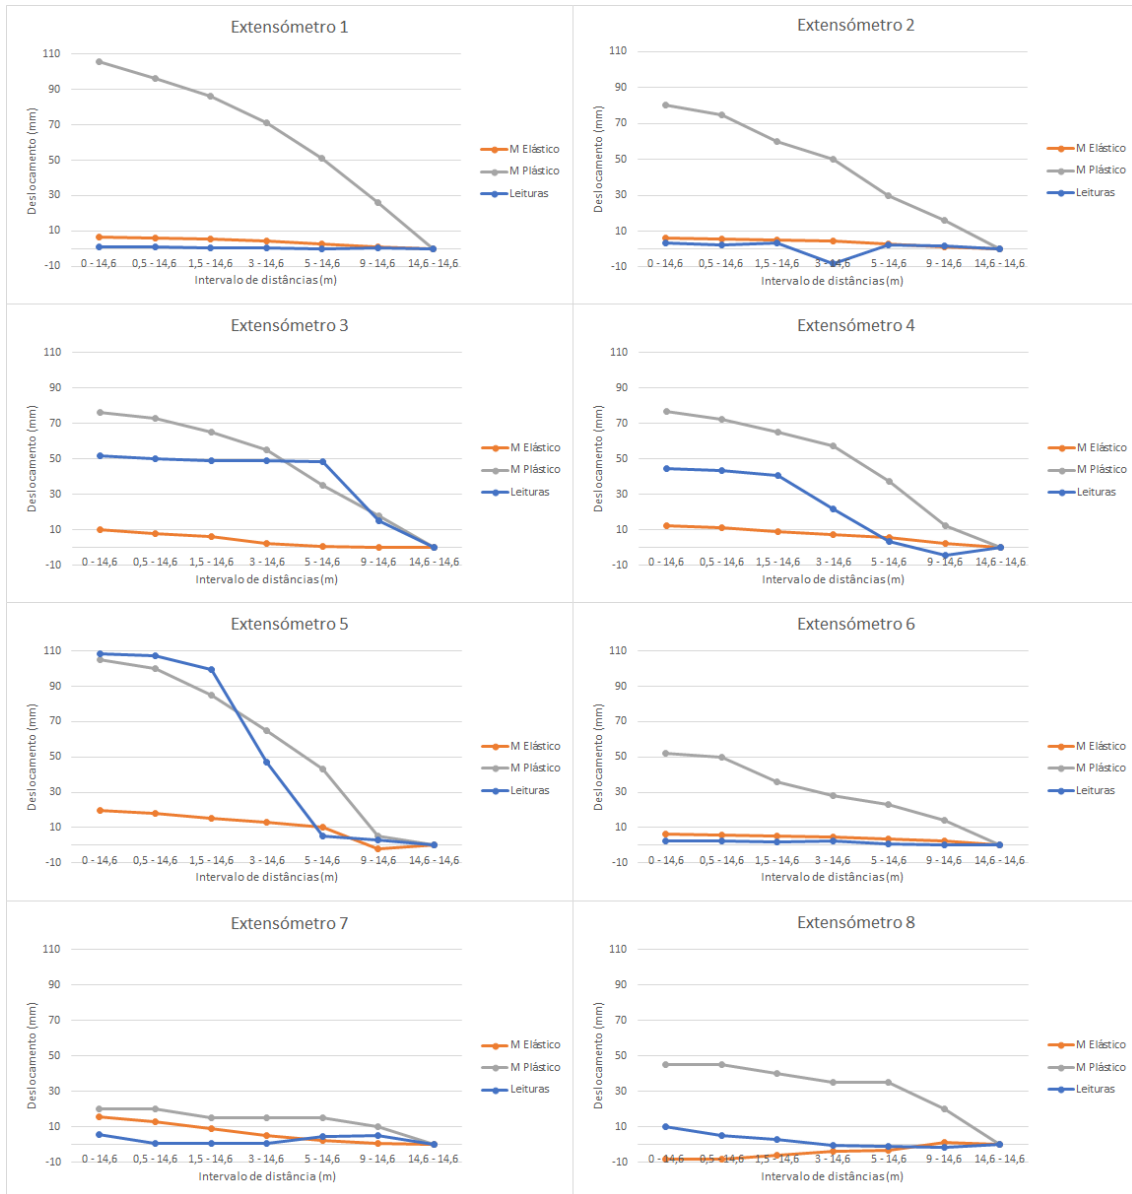 Extensómetro 1
110
90
70
50
30
10
-10
Deslocamento (mm)
0 - 14,6 0,5 - 14,6 1,5 - 14,6 3 - 14,6 5 - 14,6 9 - 14,6 14,6 - 14,6
Intervalo de distâncias (m)
M Elástico
M Plástico
Leituras
Extensómetro 2
110
90
70
50
30
10
-10
Deslocamento (mm)
0 - 14,6 0,5 - 14,6 1,5 - 14,6 3 - 14,6 5 - 14,6 9 - 14,6 14,6 - 14,6
Intervalo de distâncias (m)
M Elástico
M Plástico
Leituras
Extensómetro 3
110
90
70
50
30
10
-10
Deslocamento (mm)
0 - 14,6 0,5 - 14,6 1,5 - 14,6 3 - 14,6 5 - 14,6 9 - 14,6 14,6 - 14,6
Intervalo de distâncias (m)
M Elástico
M Plástico
Leituras
Extensómetro 4
110
90
70
50
30
10
-10
Deslocamento (mm)
0 - 14,6 0,5 - 14,6 1,5 - 14,6 3 - 14,6 5 - 14,6 9 - 14,6 14,6 - 14,6
Intervalo de distâncias (m)
M Elástico
M Plástico
Leituras
Extensómetro 5
110
90
70
50
30
10
-10
Deslocamento (mm)
0 - 14,6 0,5 - 14,6 1,5 - 14,6 3 - 14,6 5 - 14,6 9 - 14,6 14,6 - 14,6
Intervalo de distâncias (m)
M Elástico
M Plástico
Leituras
Extensómetro 6
110
90
70
50
30
10
-10
Deslocamento (mm)
0 - 14,6 0,5 - 14,6 1,5 - 14,6 3 - 14,6 5 - 14,6 9 - 14,6 14,6 - 14,6
Intervalo de distâncias (m)
M Elástico
M Plástico
Leituras
Extensómetro 7
110
90
70
50
30
10
-10
Deslocamento (mm)
0 - 14,6 0,5 - 14,6 1,5 - 14,6 3 - 14,6 5 - 14,6 9 - 14,6 14,6 - 14,6
Intervalo de distância (m)
M Elástico
M Plástico
Leituras
Extensómetro 8
110
90
70
50
30
10
-10
Deslocamento (mm)
0 - 14,6 0,5 - 14,6 1,5 - 14,6 3 - 14,6 5 - 14,6 9 - 14,6 14,6 - 14,6
Intervalo de distâncias (m)
M Elástico
M Plástico
Leituras